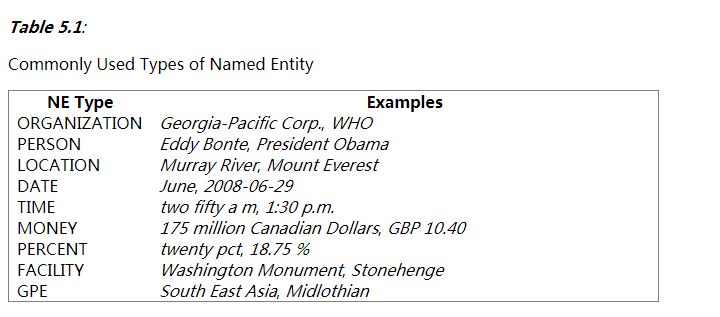 Table 5.1:
Commonly Used Types of Named Entity
NE Type Examples
ORGANIZATION Georgia-Pacific Corp., WHO
PERSON Eddy Bonte, President Obama
LOCATION Murray River, Mount Everest
DATE June, 2008-06-29
TIME two fifty a m, 1:30 p.m.
MONEY 175 million Canadian Dollars, GBP 10.40
PERCENT twenty pct, 18.75 %
FACILITY Washington Monument, Stonehenge
GPE South East Asia, Midlothian